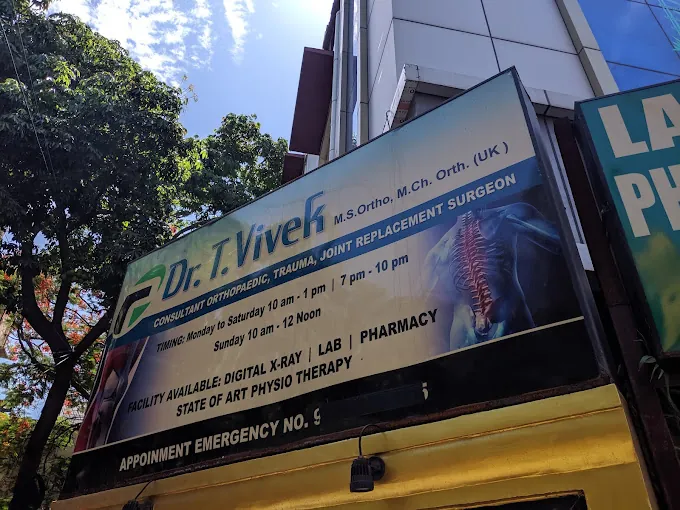 Dr. T. Vivek M.S.Ortho, M.Ch. Orth. (UK)
CONSULTANT ORTHOPAEDIC, TRAUMA, JOINT REPLACEMENT SURGEON
TIMING: Monday to Saturday 10 am - 1 pm | 7 pm - 10 pm
Sunday 10 am - 12 Noon
FACILITY AVAILABLE: DIGITAL X-RAY | LAB | PHARMACY
STATE OF ART PHYSIO THERAPY
APPOINMENT EMERGENCY NO. 9
LA
PH